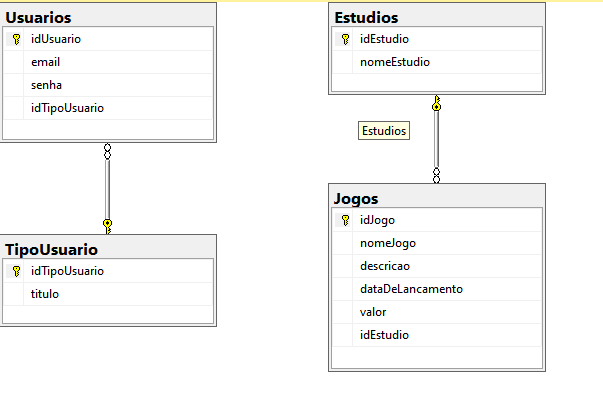 Usuarios
idUsuario
email
senha
idTipoUsuario
TipoUsuario
idTipoUsuario
titulo
Estudios
idEstudio
nomeEstudio
Estudios
Jogos
idJogo
nomeJogo
descricao
dataDeLancamento
valor
idEstudio